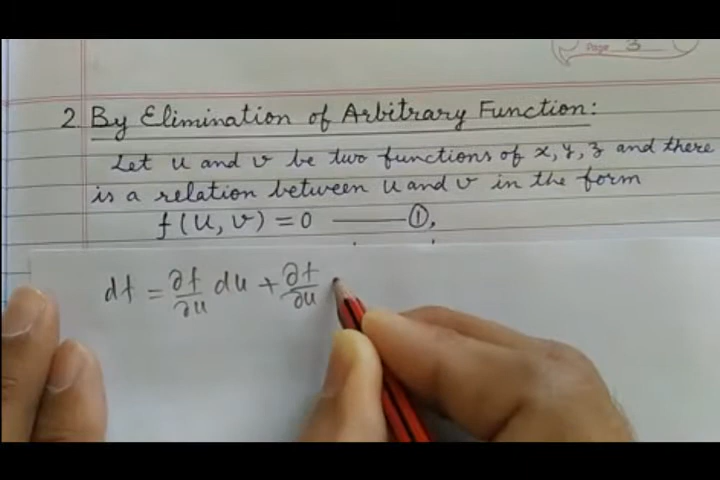 Page 3
2 By Elimination of Arbitrary Function:
Let u and v be two functions of x, y, z and there
is a relation between u and v in the form
f(u, v) = 0 —— ①,
df = ∂f/∂u du + ∂f/∂u